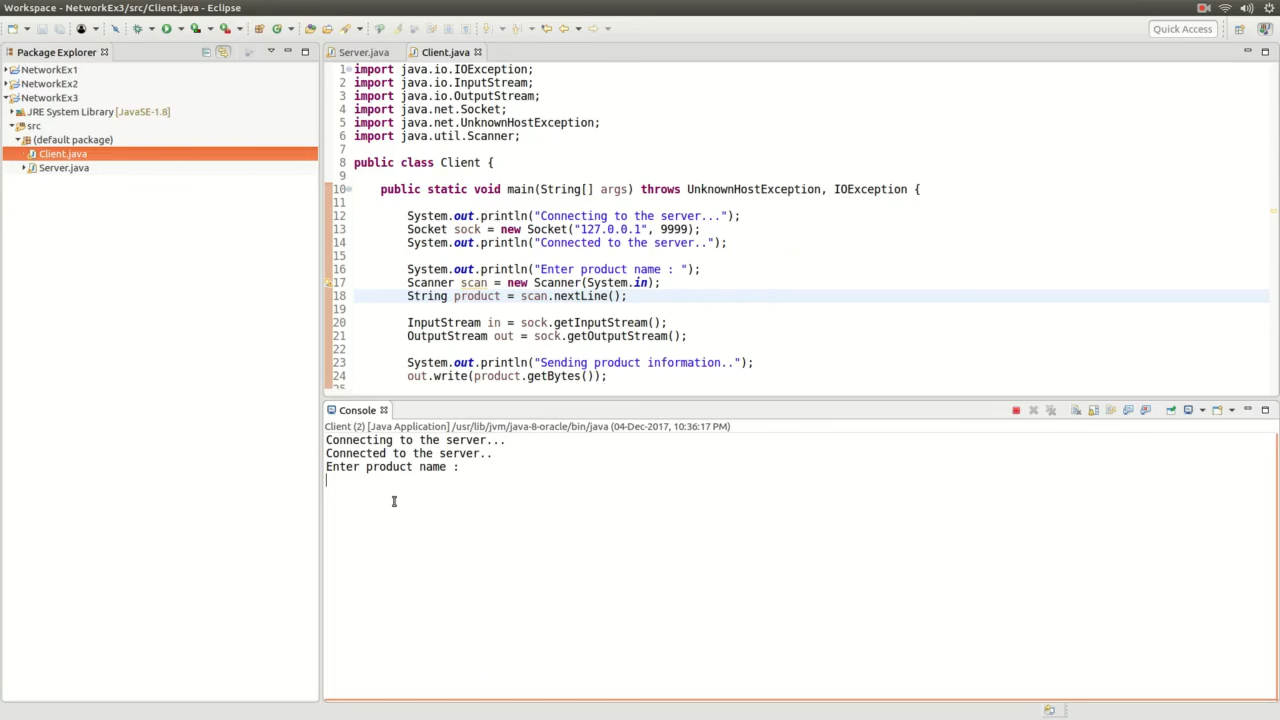 Workspace - NetworkEx3/src/Client.java - Eclipse
Quick Access
Package Explorer
NetworkEx1
NetworkEx2
NetworkEx3
JRE System Library [JavaSE-1.8]
src
(default package)
Client.java
Server.java
Server.java Client.java
1 import java.io.IOException;
2 import java.io.InputStream;
3 import java.io.OutputStream;
4 import java.net.Socket;
5 import java.net.UnknownHostException;
6 import java.util.Scanner;
7
8 public class Client {
9
10 public static void main(String[] args) throws UnknownHostException, IOException {
11
12 System.out.println("Connecting to the server...");
13 Socket sock = new Socket("127.0.0.1", 9999);
14 System.out.println("Connected to the server..");
15
16 System.out.println("Enter product name : ");
17 Scanner scan = new Scanner(System.in);
18 String product = scan.nextLine();
19
20 InputStream in = sock.getInputStream();
21 OutputStream out = sock.getOutputStream();
22
23 System.out.println("Sending product information..");
24 out.write(product.getBytes());
25
Console
Client (2) [Java Application] /usr/lib/jvm/java-8-oracle/bin/java (04-Dec-2017, 10:36:17 PM)
Connecting to the server...
Connected to the server..
Enter product name :